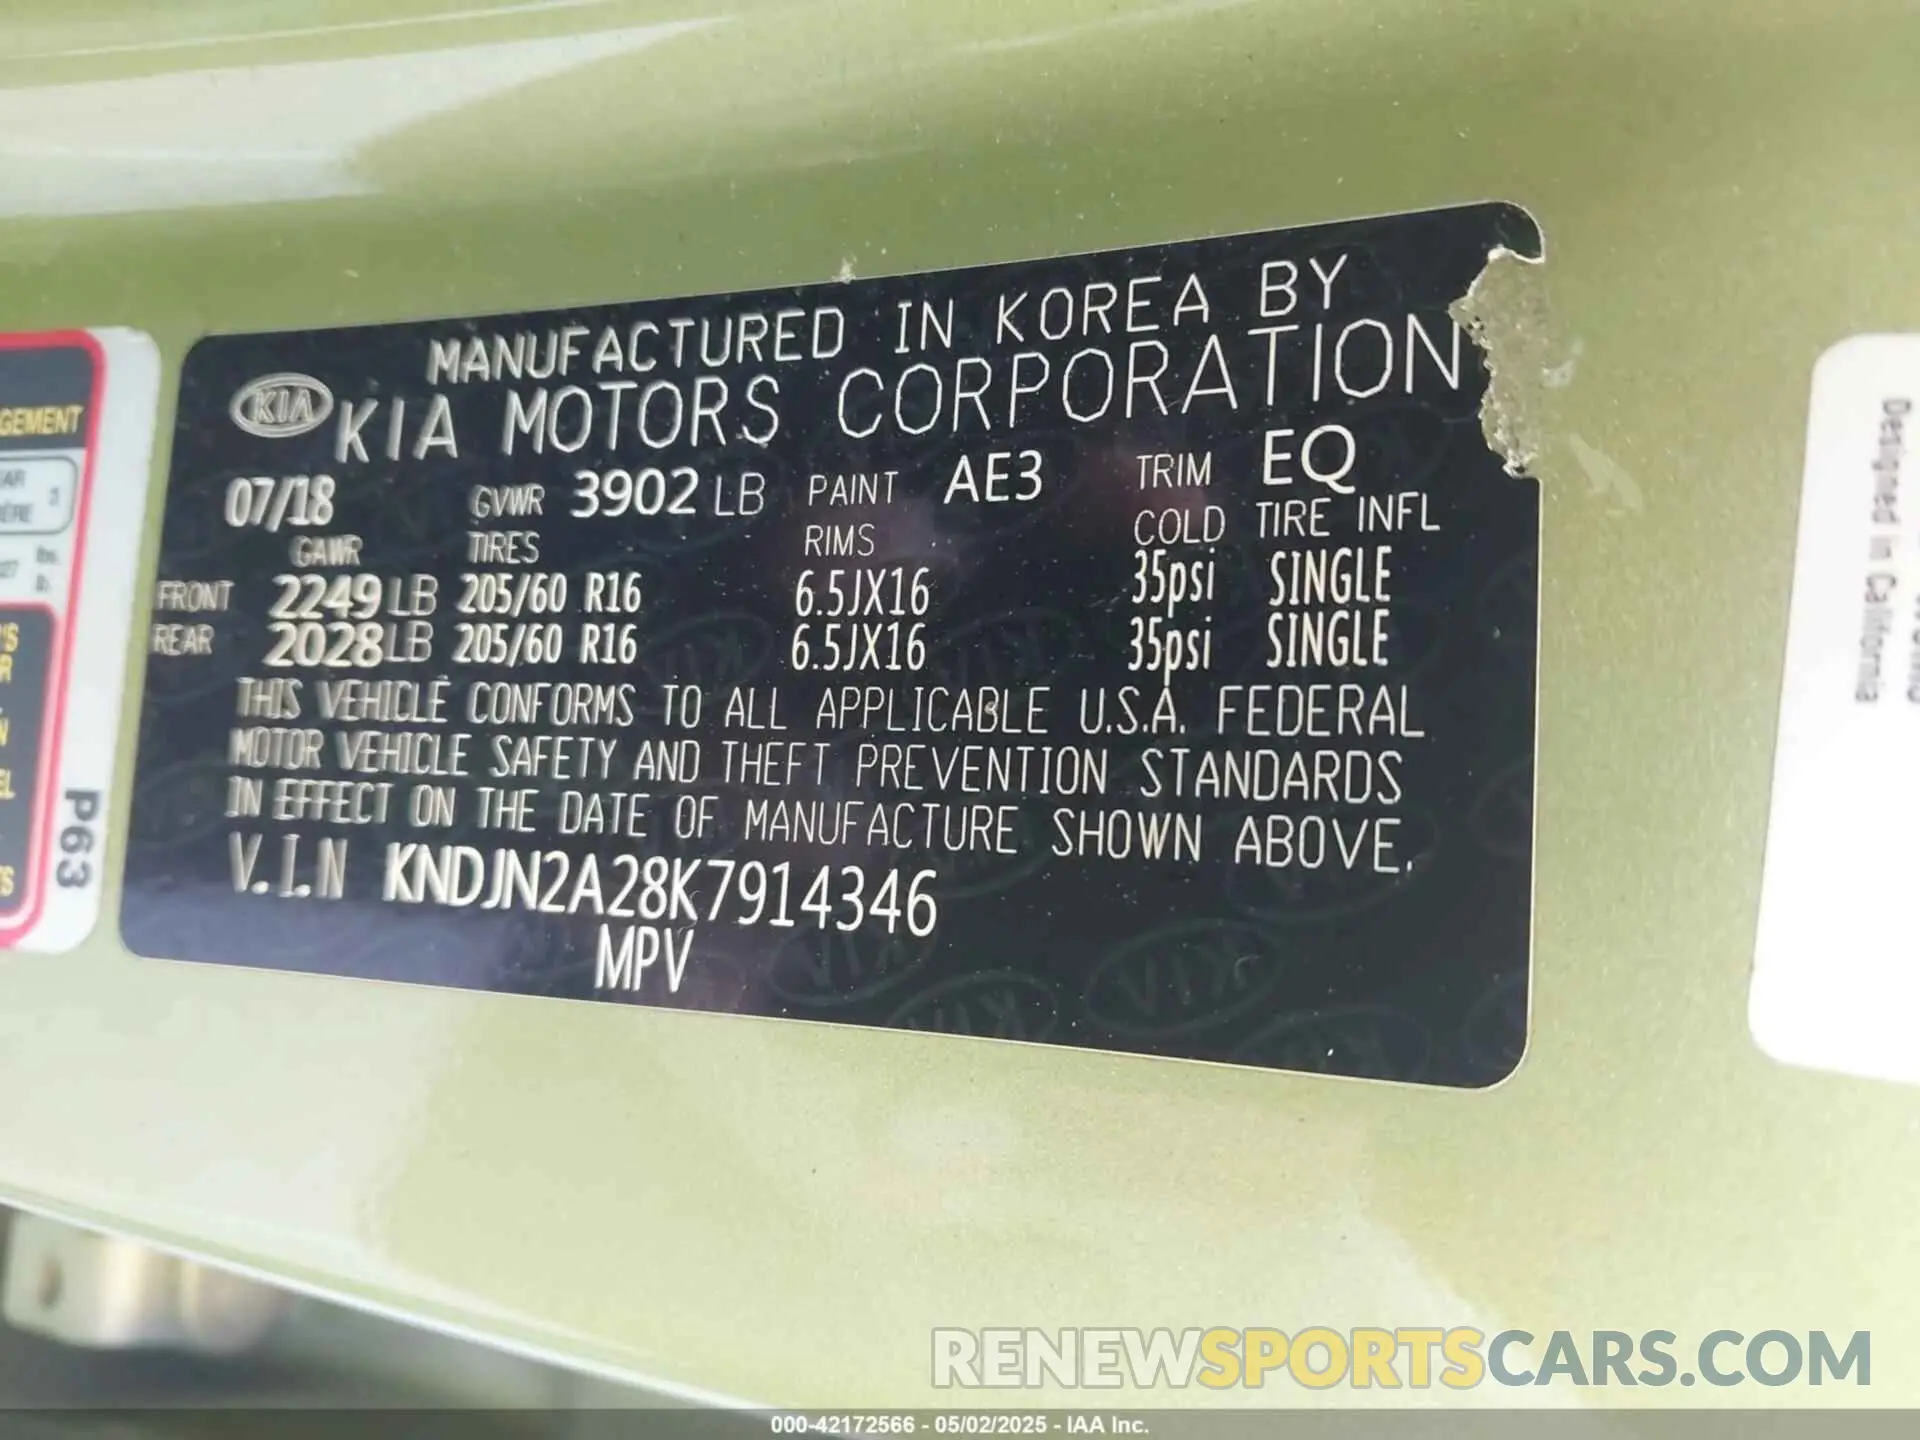 MANUFACTURED IN KOREA BY
KIA KIA MOTORS CORPORATION
07/18 GVWR 3902 LB PAINT AE3 TRIM EQ
GAWR TIRES RIMS COLD TIRE INFL
FRONT 2249 LB 205/60 R16 6.5JX16 35psi SINGLE
REAR 2028 LB 205/60 R16 6.5JX16 35psi SINGLE
THIS VEHICLE CONFORMS TO ALL APPLICABLE U.S.A. FEDERAL
MOTOR VEHICLE SAFETY AND THEFT PREVENTION STANDARDS
IN EFFECT ON THE DATE OF MANUFACTURE SHOWN ABOVE.
V.I.N KNDJN2A28K7914346
MPV
P63
Designed in California
RENEWSPORTSCARS.COM
000-42172566 - 05/02/2025 - IAA Inc.